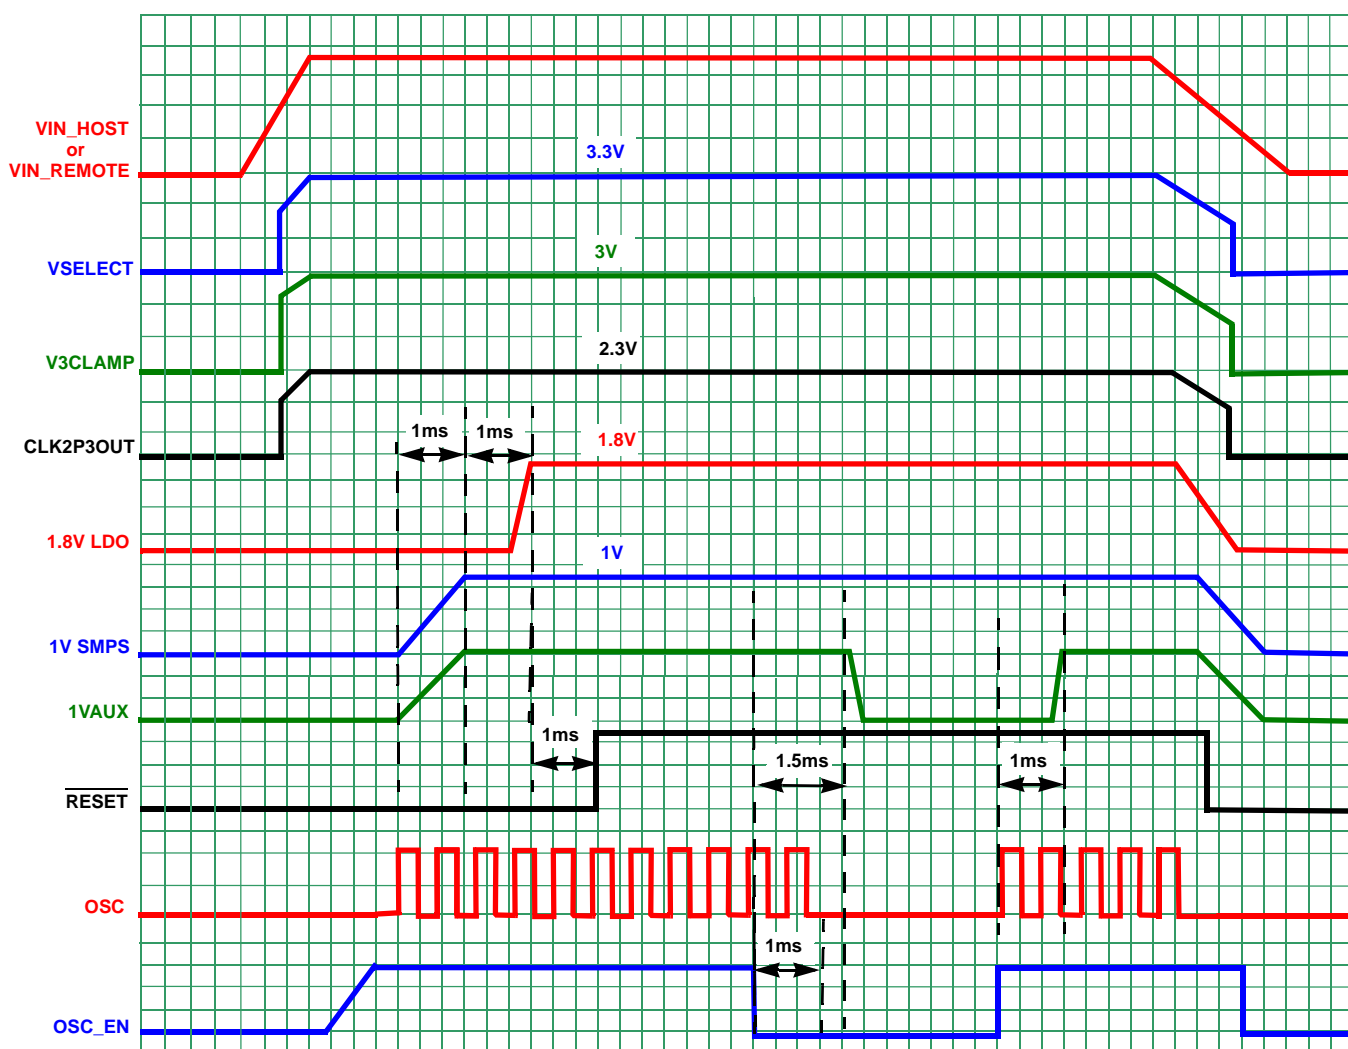 VIN_HOST
or
VIN_REMOTE
3.3V
VSELECT
3V
V3CLAMP
2.3V
CLK2P3OUT
1ms
1ms
1.8V
1.8V LDO
1V
1V SMPS
1VAUX
1ms
1.5ms
1ms
RESET
OSC
1ms
OSC_EN